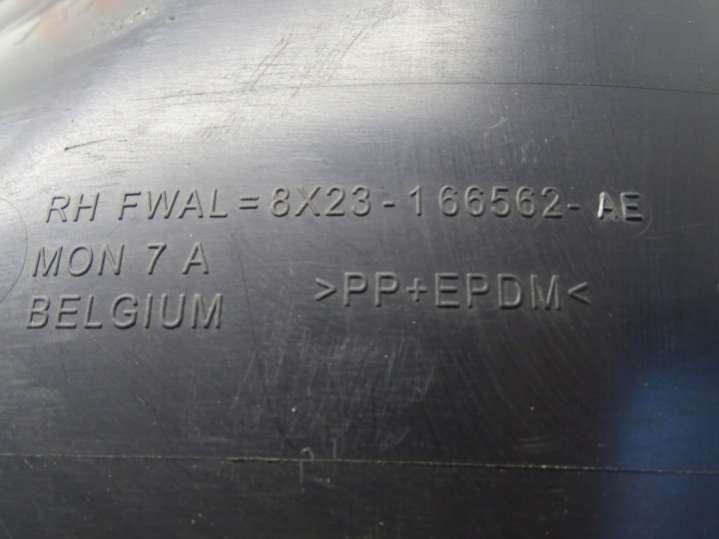 RH FWAL=8X23-166562-AE
MON 7 A
BELGIUM
>PP+EPDM<